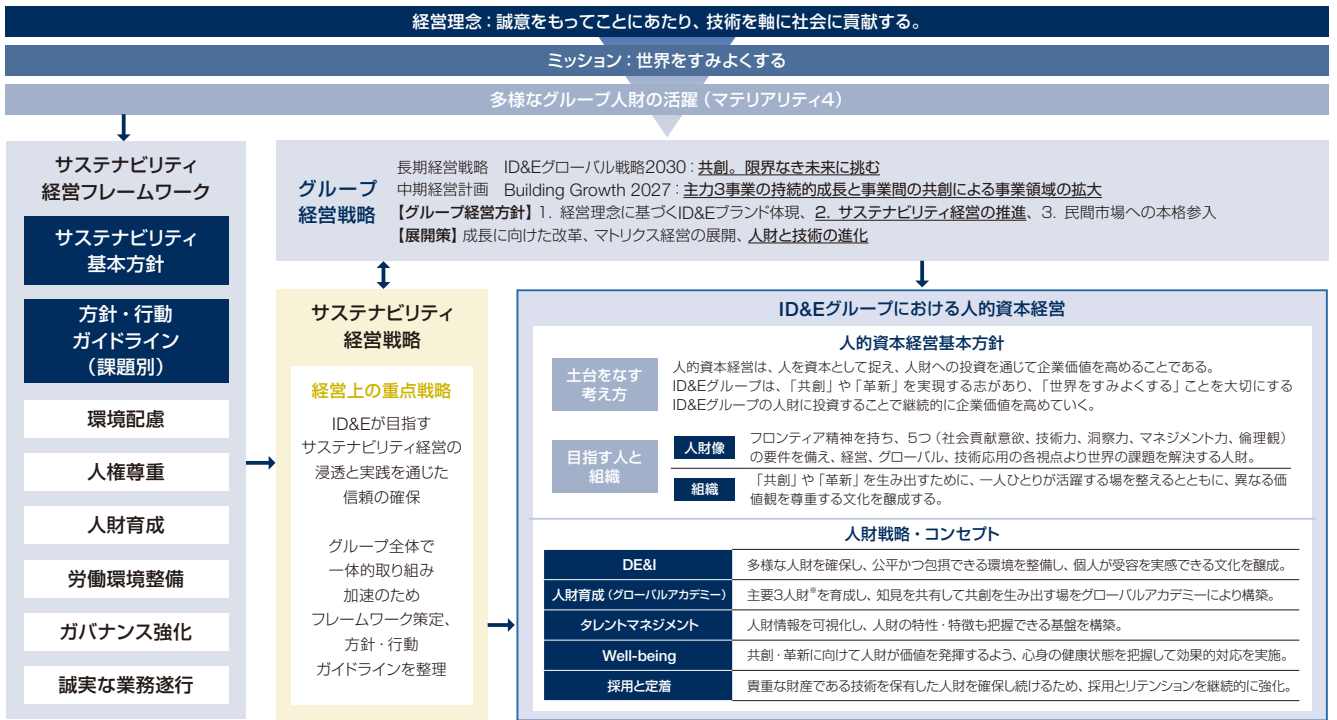 経営理念：誠意をもってことにあたり、技術を軸に社会に貢献する。
ミッション：世界をすみよくする
多様なグループ人財の活躍（マテリアリティ4）
サステナビリティ
経営フレームワーク
サステナビリティ
基本方針
方針・行動
ガイドライン
（課題別）
環境配慮
人権尊重
人財育成
労働環境整備
ガバナンス強化
誠実な業務遂行
グループ
経営戦略
長期経営戦略　ID&Eグローバル戦略2030：共創。限界なき未来に挑む
中期経営計画　Building Growth 2027：主力3事業の持続的成長と事業間の共創による事業領域の拡大
【グループ経営方針】1. 経営理念に基づくID&Eブランド体現、2. サステナビリティ経営の推進、3. 民間市場への本格参入
【展開策】成長に向けた改革、マトリクス経営の展開、人財と技術の進化
サステナビリティ
経営戦略
経営上の重点戦略
ID&Eが目指す
サステナビリティ経営の
浸透と実践を通じた
信頼の確保
グループ全体で
一体的取り組み
加速のため
フレームワーク策定、
方針・行動
ガイドラインを整理
ID&Eグループにおける人的資本経営
人的資本経営基本方針
土台をなす
考え方
人的資本経営は、人を資本として捉え、人財への投資を通じて企業価値を高めることである。
ID&Eグループは、「共創」や「革新」を実現する志があり、「世界をすみよくする」ことを大切にする
ID&Eグループの人財に投資することで継続的に企業価値を高めていく。
目指す人と
組織
人財像
フロンティア精神を持ち、5つ（社会貢献意欲、技術力、洞察力、マネジメント力、倫理観）
の要件を備え、経営、グローバル、技術応用の各視点より世界の課題を解決する人財。
組織
「共創」や「革新」を生み出すために、一人ひとりが活躍する場を整えるとともに、異なる価
値観を尊重する文化を醸成する。
人財戦略・コンセプト
DE&I　多様な人財を確保し、公平かつ包摂できる環境を整備し、個人が受容を実感できる文化を醸成。
人財育成（グローバルアカデミー）　主要3人財※を育成し、知見を共有して共創を生み出す場をグローバルアカデミーにより構築。
タレントマネジメント　人財情報を可視化し、人財の特性・特徴も把握できる基盤を構築。
Well-being　共創・革新に向けて人財が価値を発揮するよう、心身の健康状態を把握して効果的対応を実施。
採用と定着　貴重な財産である技術を保有した人財を確保し続けるため、採用とリテンションを継続的に強化。